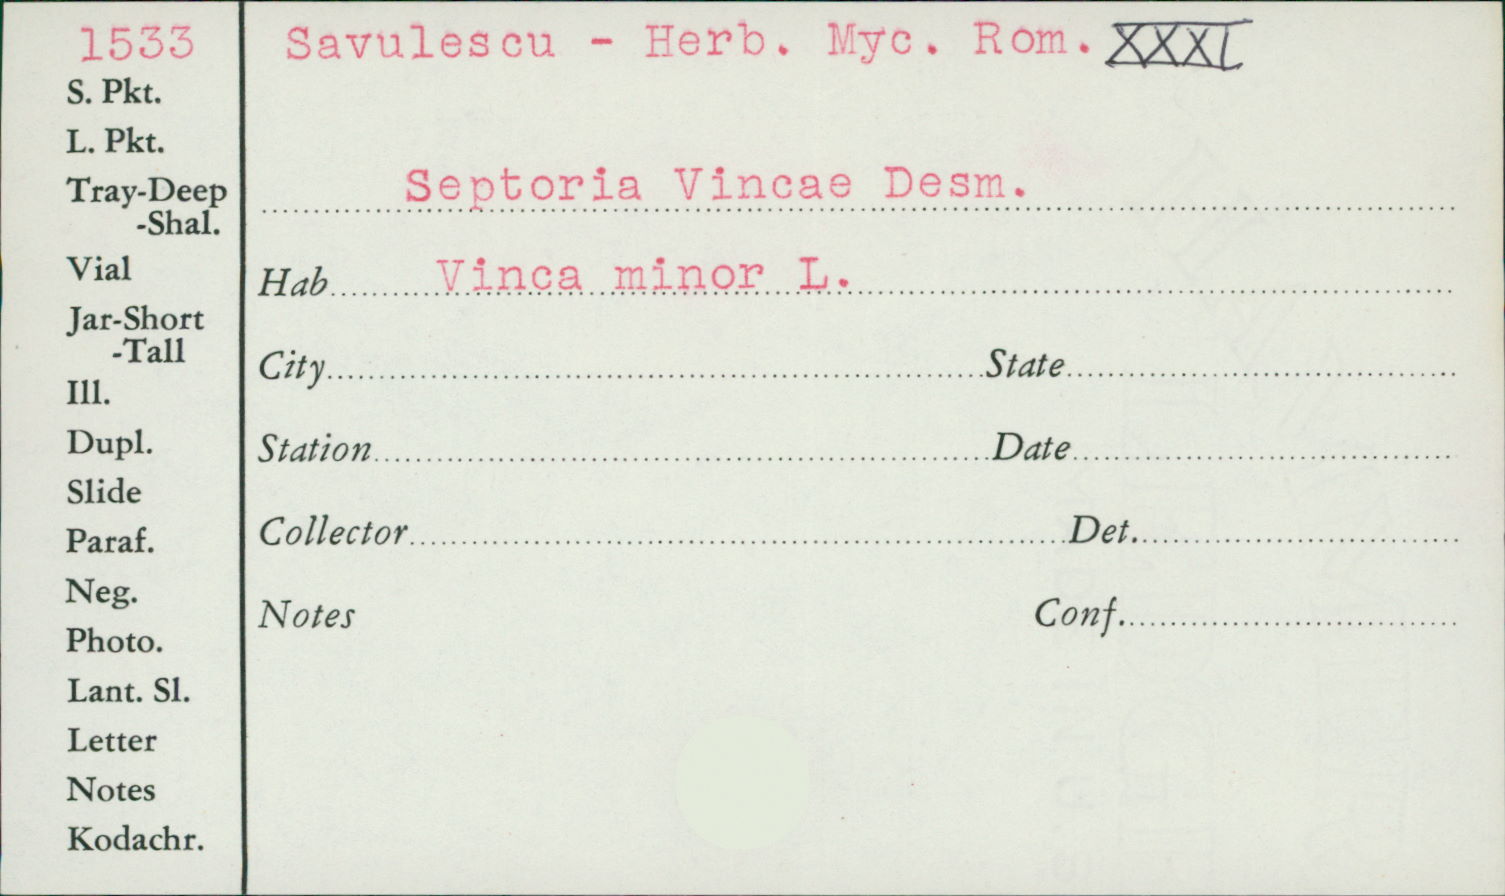 1533
Savulescu - Herb. Myc. Rom. XXXI
S. Pkt.
L. Pkt.
Tray-Deep
-Shal.
Vial
Jar-Short
-Tall
Ill.
Dupl.
Slide
Paraf.
Neg.
Photo.
Lant. Sl.
Letter
Notes
Kodachr.
Septoria Vincae Desm.
Hab. Vinca minor L.
City State
Station Date
Collector Det.
Notes Conf.